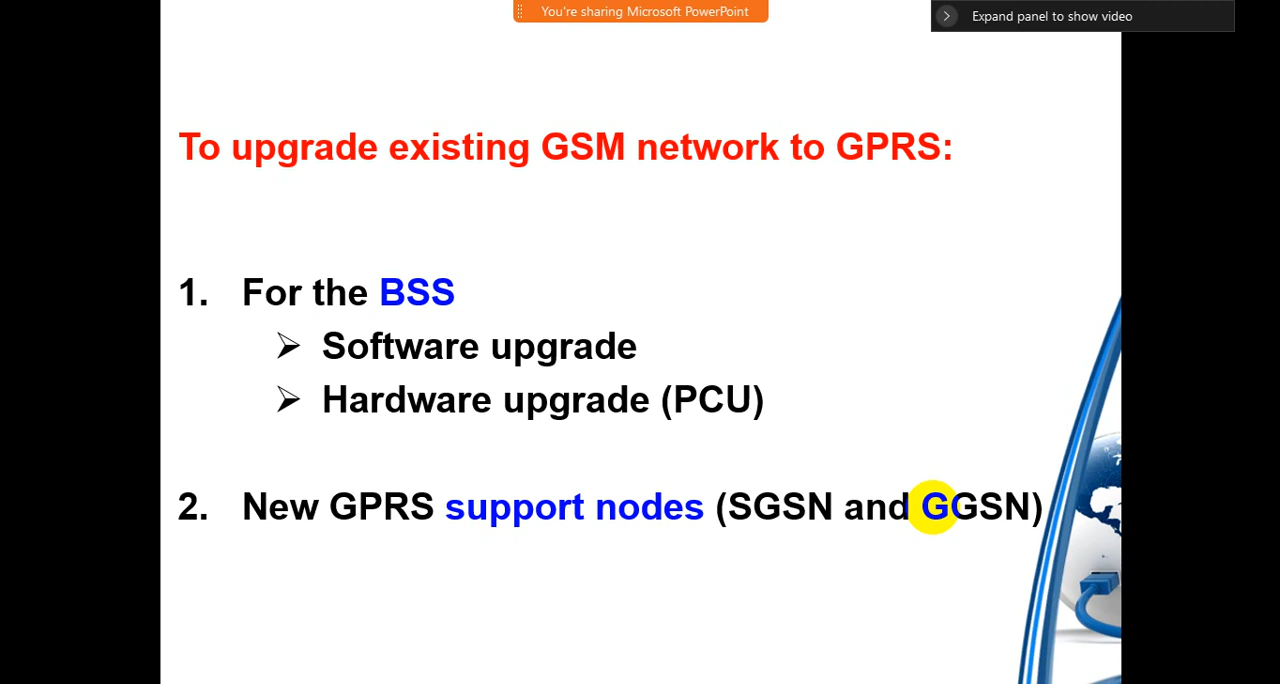 You're sharing Microsoft PowerPoint
Expand panel to show video
To upgrade existing GSM network to GPRS:
1. For the BSS
➢ Software upgrade
➢ Hardware upgrade (PCU)
2. New GPRS support nodes (SGSN and GGSN)